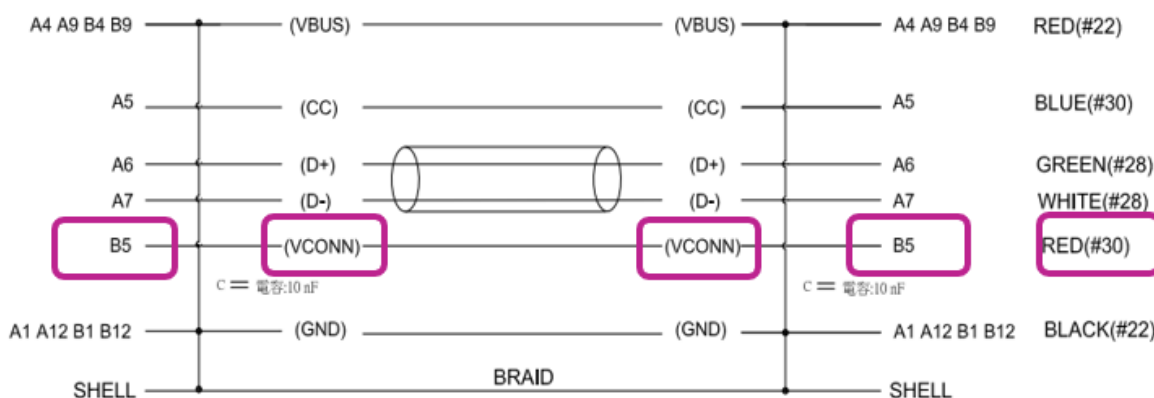 A4 A9 B4 B9 (VBUS) (VBUS) A4 A9 B4 B9 RED(#22)
A5 (CC) (CC) A5 BLUE(#30)
A6 (D+) (D+) A6 GREEN(#28)
A7 (D-) (D-) A7 WHITE(#28)
B5 (VCONN) (VCONN) B5 RED(#30)
C 電容:10 nF C 電容:10 nF
A1 A12 B1 B12 (GND) (GND) A1 A12 B1 B12 BLACK(#22)
SHELL BRAID SHELL